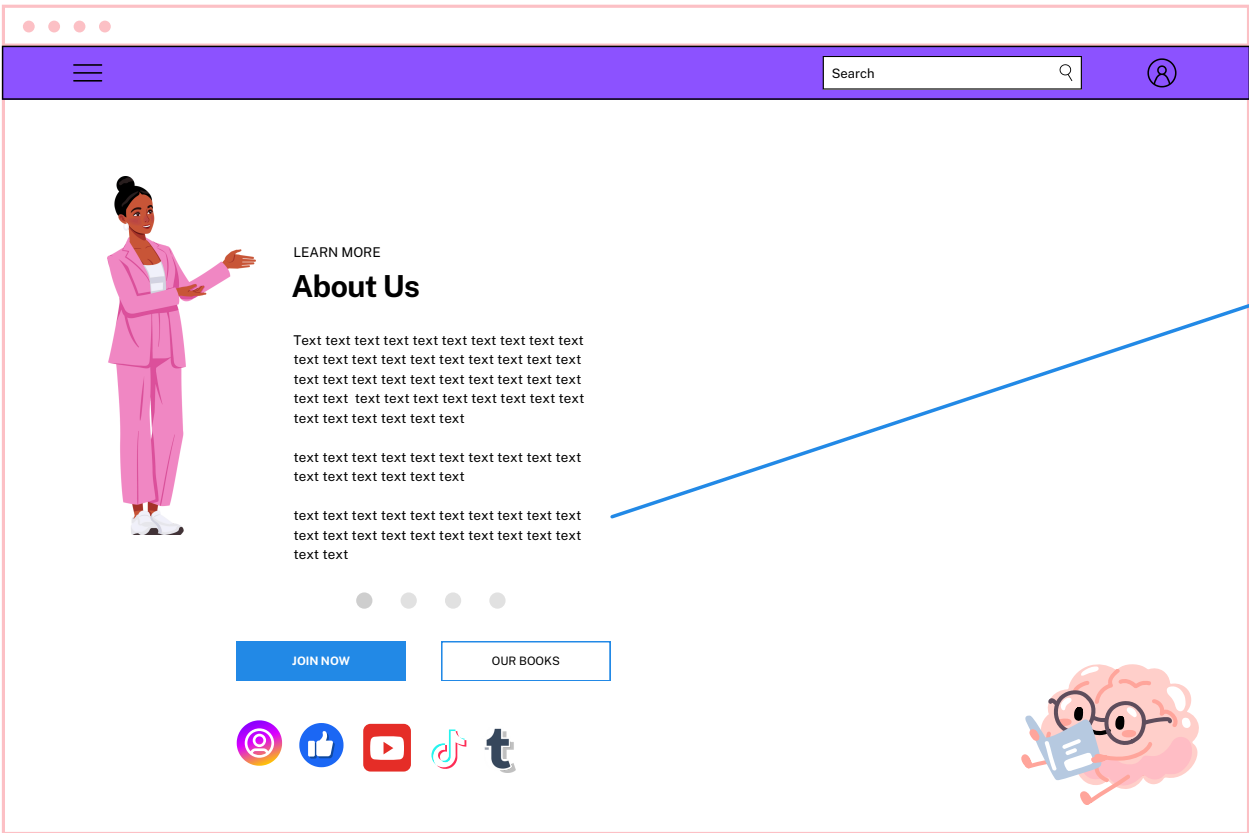 Search
LEARN MORE
About Us
Text text text text text text text text text text
text text text text text text text text text text
text text text text text text text text text text
text text  text text text text text text text text
text text text text text text
text text text text text text text text text text
text text text text text text
text text text text text text text text text text
text text text text text text text text text text
text text
JOIN NOW
OUR BOOKS